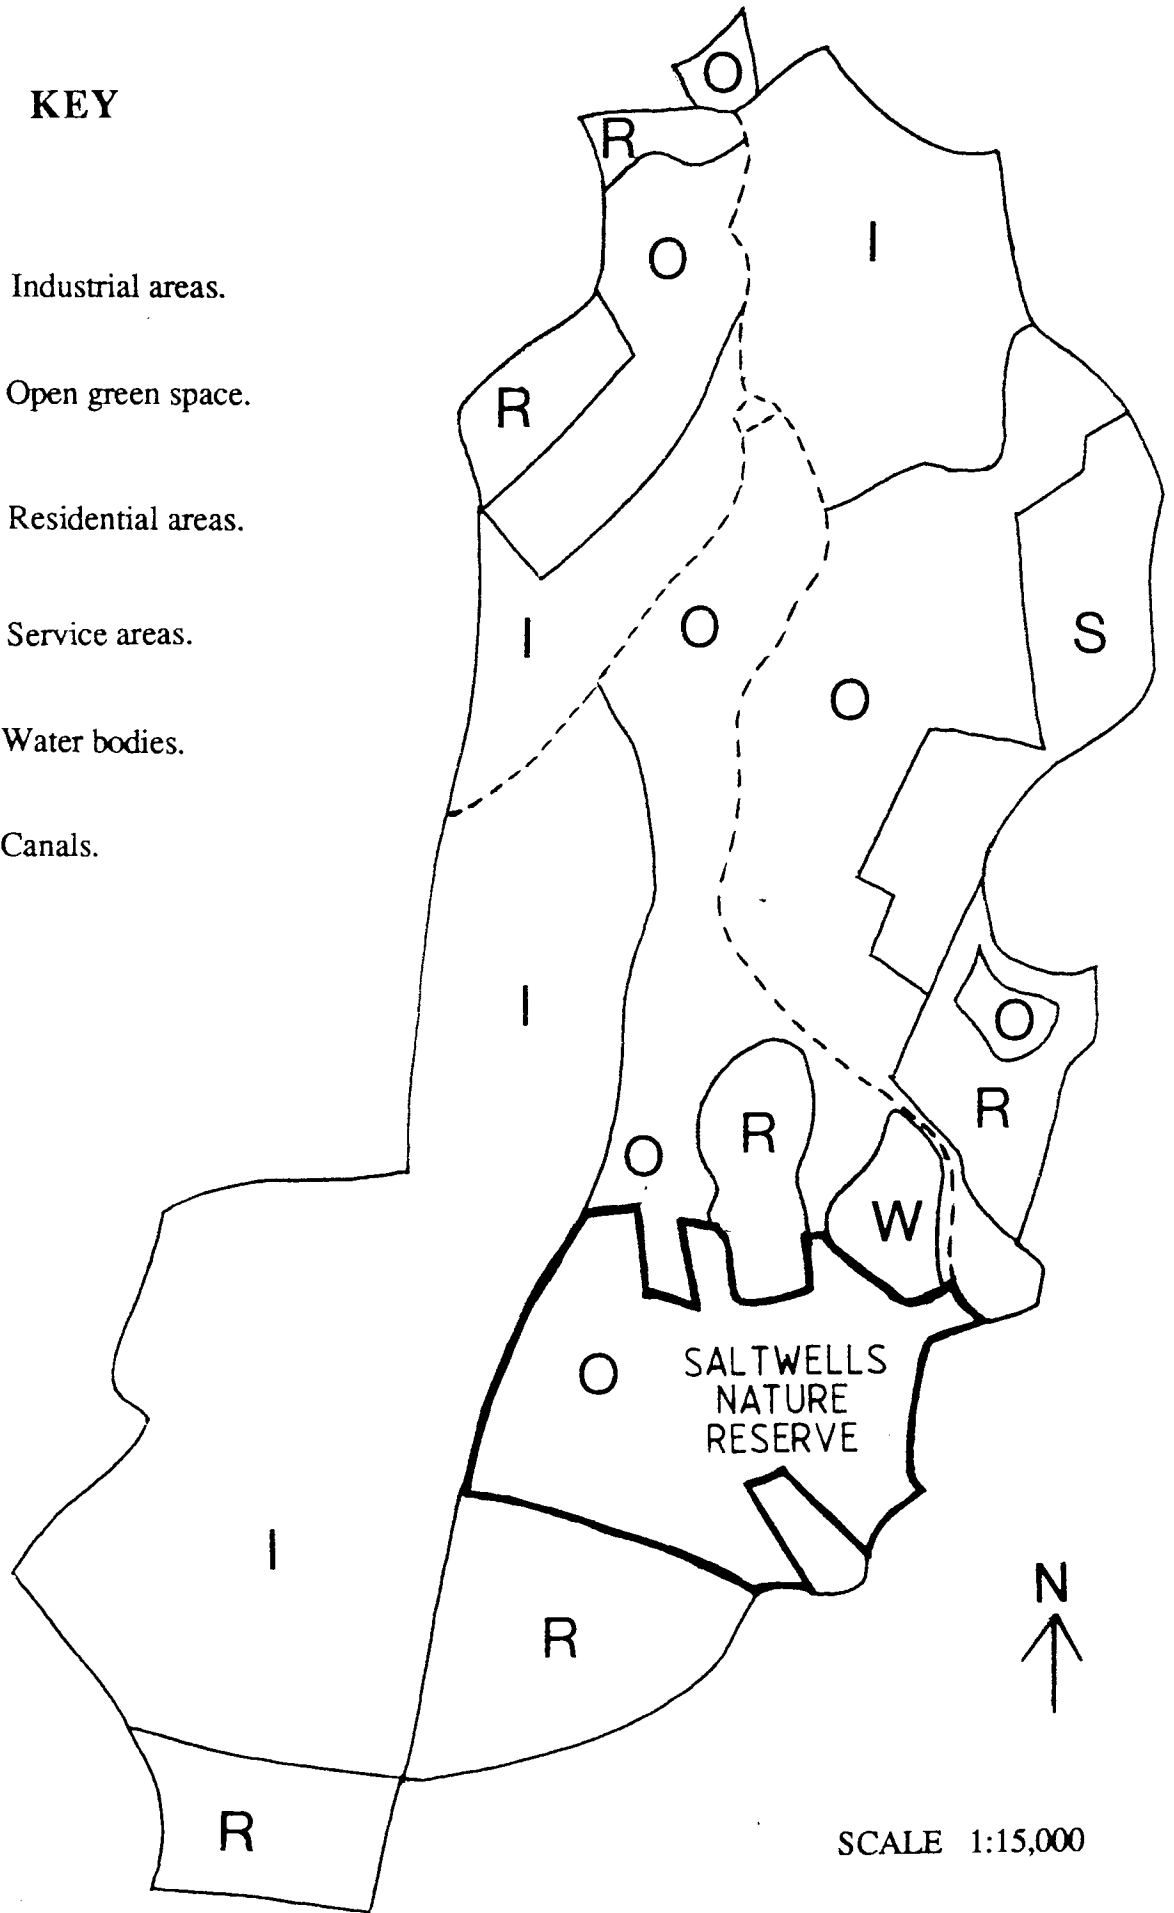 KEY
Industrial areas.
Open green space.
Residential areas.
Service areas.
Water bodies.
Canals.
O
R
O
I
R
I
O
S
O
I
O
R
O
R
W
O
SALTWELLS
NATURE
RESERVE
I
R
N
R
SCALE 1:15,000